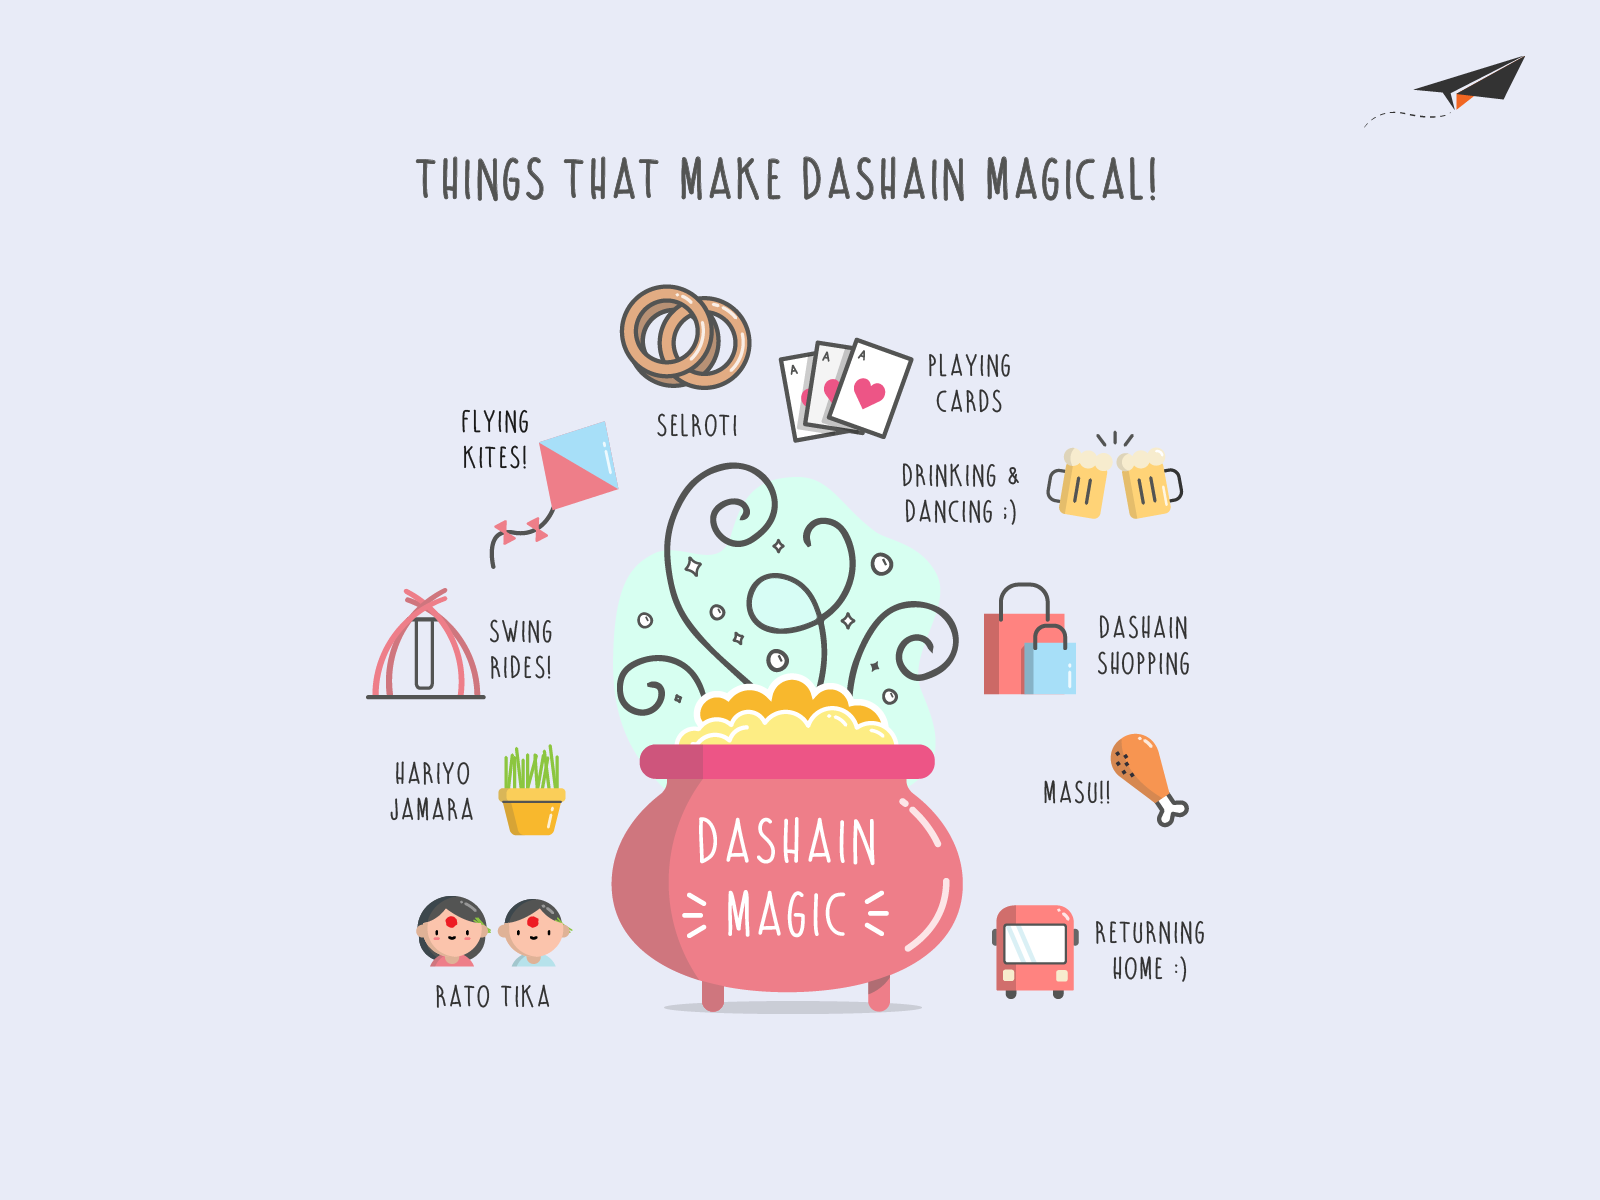 THINGS THAT MAKE DASHAIN MAGICAL!
SELROTI
A
A
A
PLAYING
CARDS
FLYING
KITES!
DRINKING &
DANCING ;)
SWING
RIDES!
DASHAIN
SHOPPING
HARIYO
JAMARA
MASU!!
DASHAIN
MAGIC
RATO TIKA
RETURNING
HOME :)